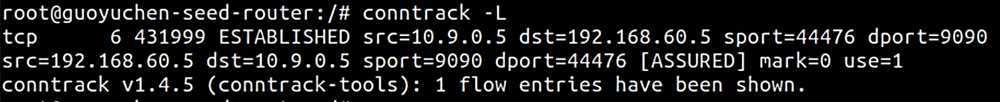 root@guoyuchen-seed-router:/# conntrack -L
tcp      6 431999 ESTABLISHED src=10.9.0.5 dst=192.168.60.5 sport=44476 dport=9090
src=192.168.60.5 dst=10.9.0.5 sport=9090 dport=44476 [ASSURED] mark=0 use=1
conntrack v1.4.5 (conntrack-tools): 1 flow entries have been shown.